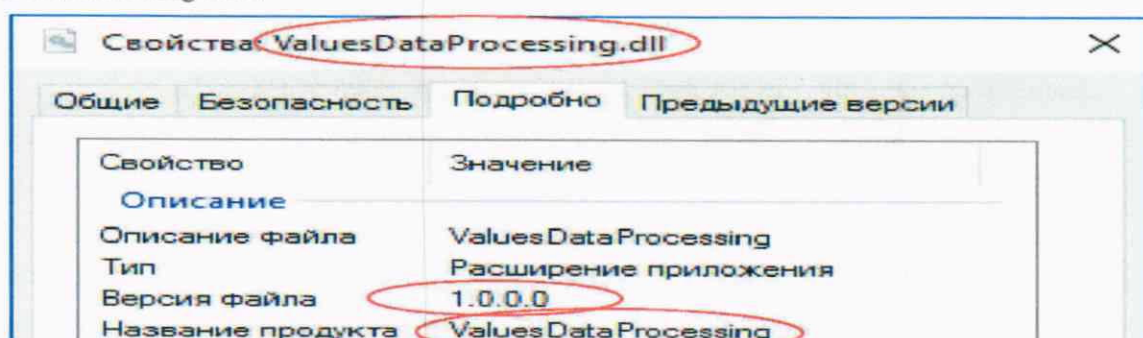 Свойства: ValuesDataProcessing.dll
Общие Безопасность Подробно Предыдущие версии
Свойство Значение
Описание
Описание файла ValuesDataProcessing
Тип Расширение приложения
Версия файла 1.0.0.0
Название продукта ValuesDataProcessing